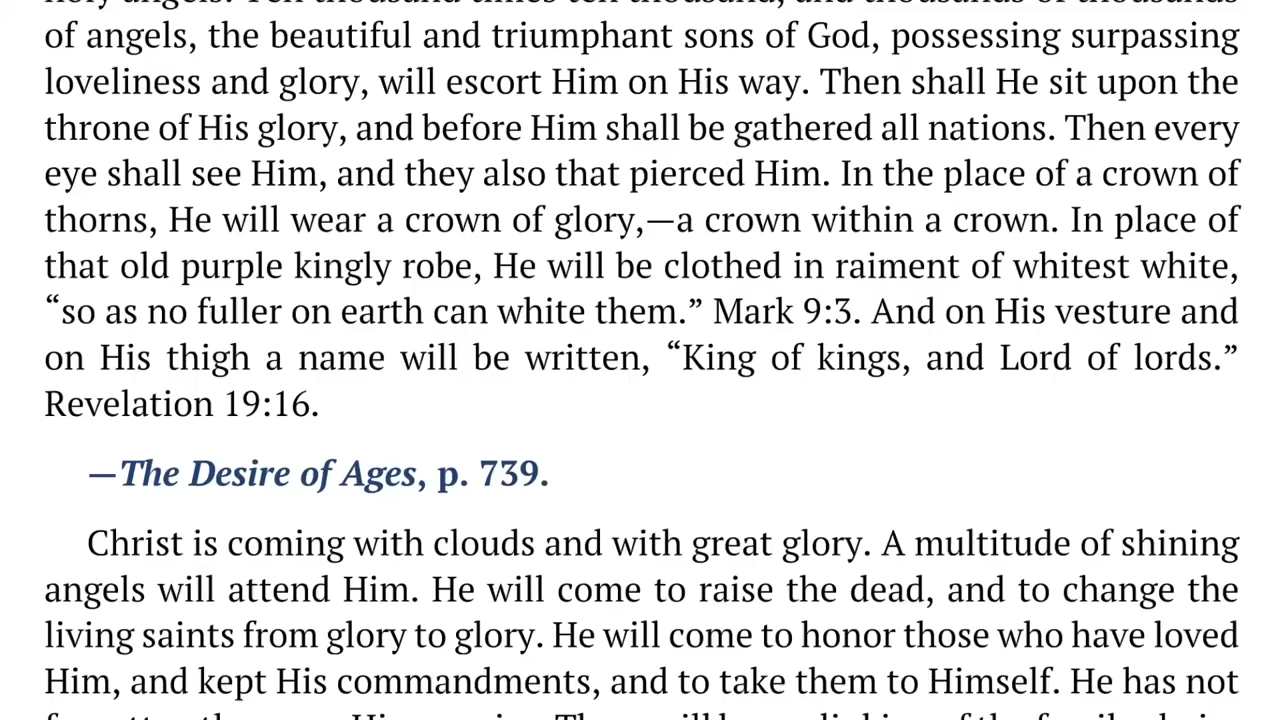 of angels, the beautiful and triumphant sons of God, possessing surpassing
loveliness and glory, will escort Him on His way. Then shall He sit upon the
throne of His glory, and before Him shall be gathered all nations. Then every
eye shall see Him, and they also that pierced Him. In the place of a crown of
thorns, He will wear a crown of glory,—a crown within a crown. In place of
that old purple kingly robe, He will be clothed in raiment of whitest white,
“so as no fuller on earth can white them.” Mark 9:3. And on His vesture and
on His thigh a name will be written, “King of kings, and Lord of lords.”
Revelation 19:16.
—The Desire of Ages, p. 739.
Christ is coming with clouds and with great glory. A multitude of shining
angels will attend Him. He will come to raise the dead, and to change the
living saints from glory to glory. He will come to honor those who have loved
Him, and kept His commandments, and to take them to Himself. He has not